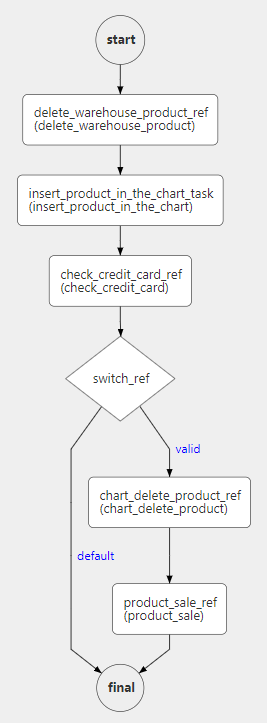 start
delete_warehouse_product_ref
(delete_warehouse_product)
insert_product_in_the_chart_task
(insert_product_in_the_chart)
check_credit_card_ref
(check_credit_card)
switch_ref
valid
chart_delete_product_ref
(chart_delete_product)
default
product_sale_ref
(product_sale)
final